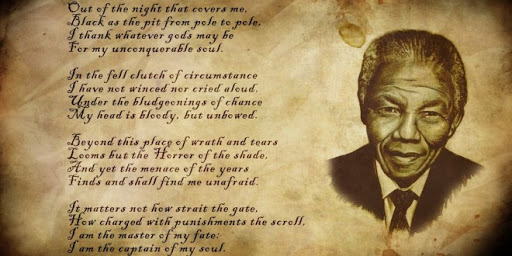 Out of the night that covers me,
Black as the pit from pole to pole,
I thank whatever gods may be
For my unconquerable soul.
In the fell clutch of circumstance
I have not winced nor cried aloud.
Under the bludgeonings of chance
My head is bloody, but unbowed.
Beyond this place of wrath and tears
Looms but the Horror of the shade,
And yet the menace of the years
Finds and shall find me unafraid.
It matters not how strait the gate,
How charged with punishments the scroll,
I am the master of my fate:
I am the captain of my soul.